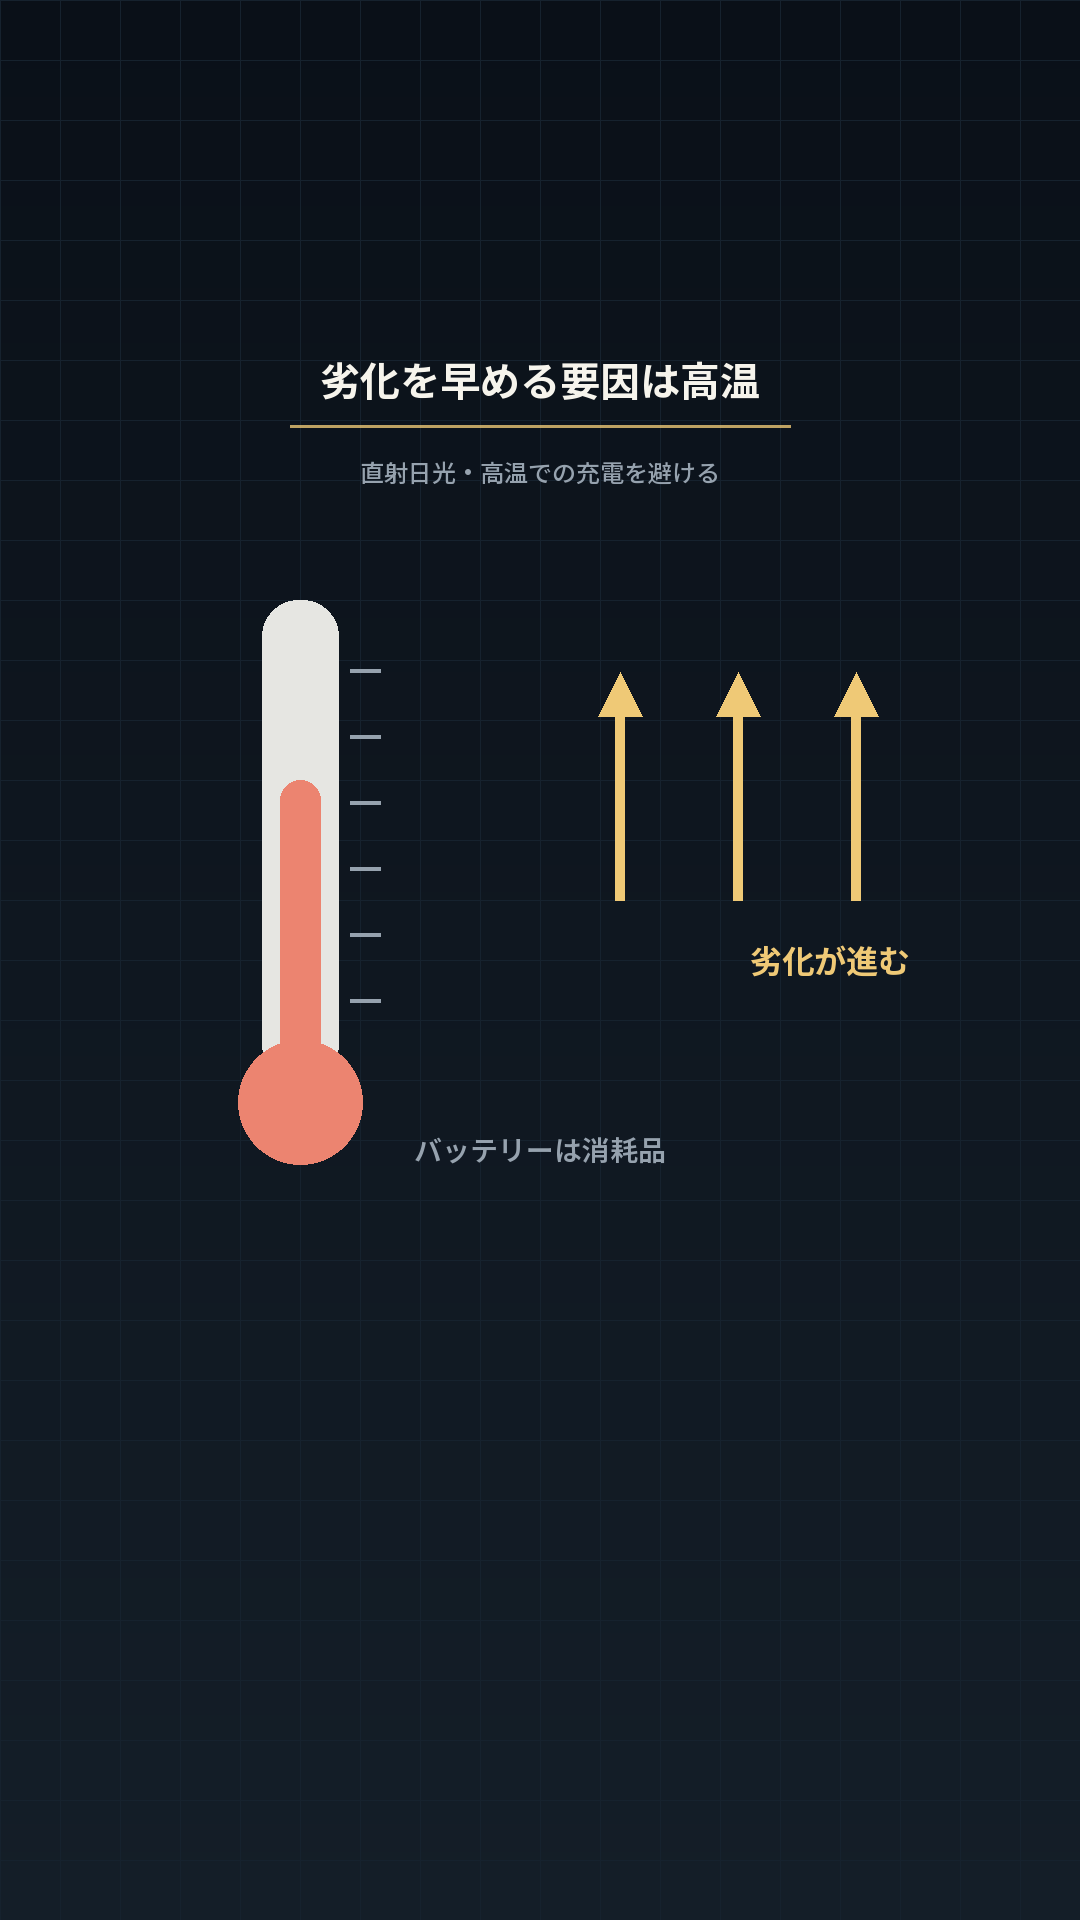 劣化を早める要因は高温
直射日光・高温での充電を避ける
劣化が進む
バッテリーは消耗品